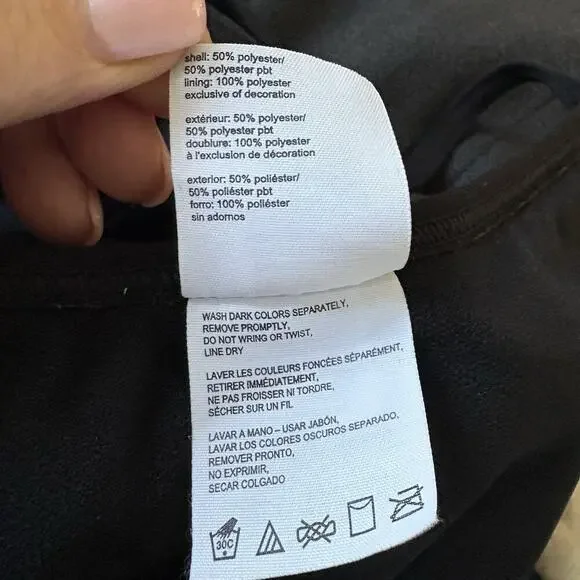 shell: 50% polyester/
50% polyester pbt
lining: 100% polyester
exclusive of decoration
extérieur: 50% polyester/
50% polyester pbt
doublure: 100% polyester
à l'exclusion de décoration
exterior: 50% poliéster/
50% poliéster pbt
forro: 100% poliéster
sin adornos
WASH DARK COLORS SEPARATELY,
REMOVE PROMPTLY,
DO NOT WRING OR TWIST,
LINE DRY
LAVER LES COULEURS FONCÉES SÉPARÉMENT,
RETIRER IMMÉDIATEMENT,
NE PAS FROISSER NI TORDRE,
SÉCHER SUR UN FIL
LAVAR A MANO – USAR JABÓN,
LAVAR LOS COLORES OSCUROS SEPARADO,
REMOVER PRONTO,
NO EXPRIMIR,
SECAR COLGADO
30C